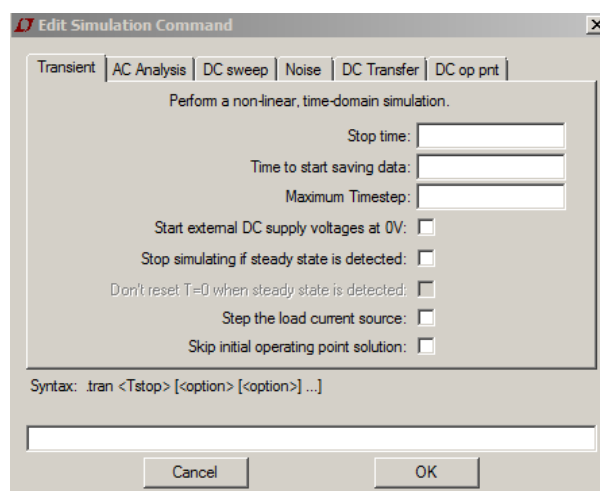 Edit Simulation Command
Transient AC Analysis DC sweep Noise DC Transfer DC op pnt
Perform a non-linear, time-domain simulation.
Stop time:
Time to start saving data:
Maximum Timestep:
Start external DC supply voltages at 0V:
Stop simulating if steady state is detected:
Don't reset T=0 when steady state is detected:
Step the load current source:
Skip initial operating point solution:
Syntax: .tran <Tstop> [<option> [<option>] ...]
Cancel OK